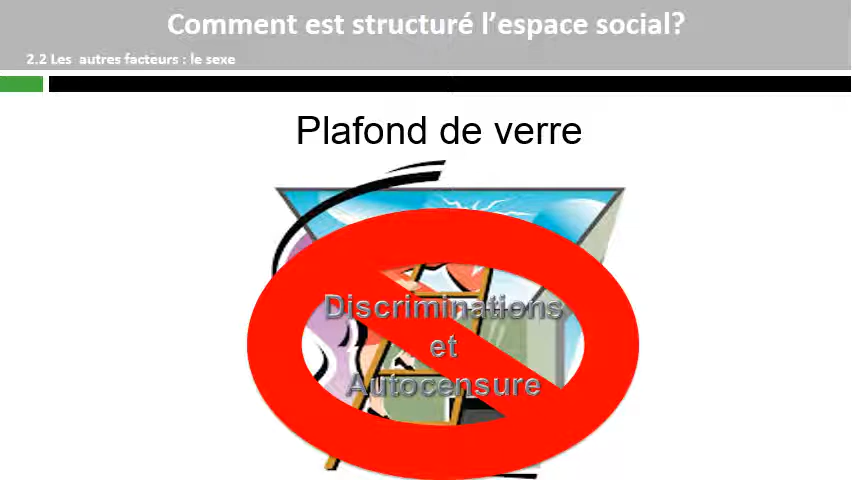 Comment est structuré l’espace social?
2.2 Les autres facteurs : le sexe
Plafond de verre
Discriminations
et
Autocensure